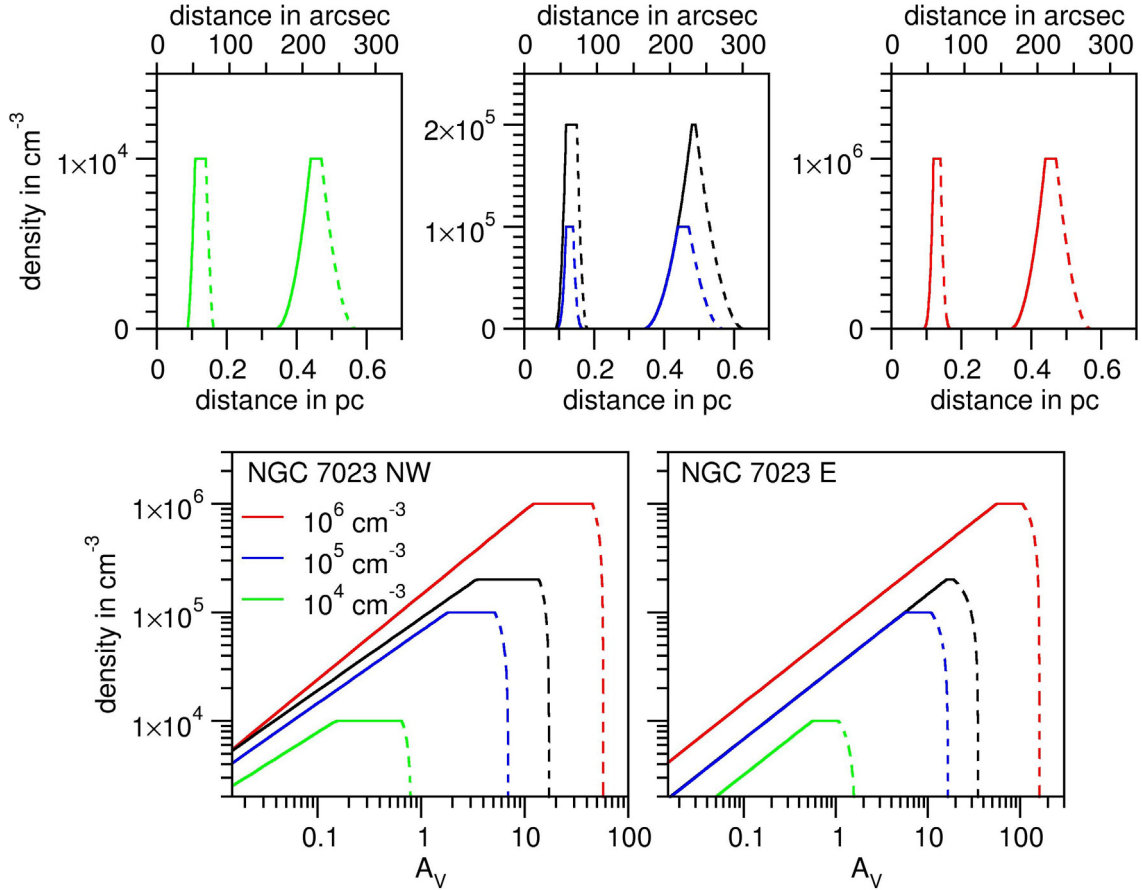 distance in arcsec distance in arcsec distance in arcsec
0 100 200 300 0 100 200 300 0 100 200 300
density in cm⁻³
1×10⁴
0
2×10⁵
1×10⁵
0
1×10⁶
0
0 0.2 0.4 0.6 0 0.2 0.4 0.6 0 0.2 0.4 0.6
distance in pc distance in pc distance in pc
density in cm⁻³
1×10⁶
1×10⁵
1×10⁴
NGC 7023 NW
10⁶ cm⁻³
10⁵ cm⁻³
10⁴ cm⁻³
NGC 7023 E
0.1 1 10 100 0.1 1 10 100
A_V A_V